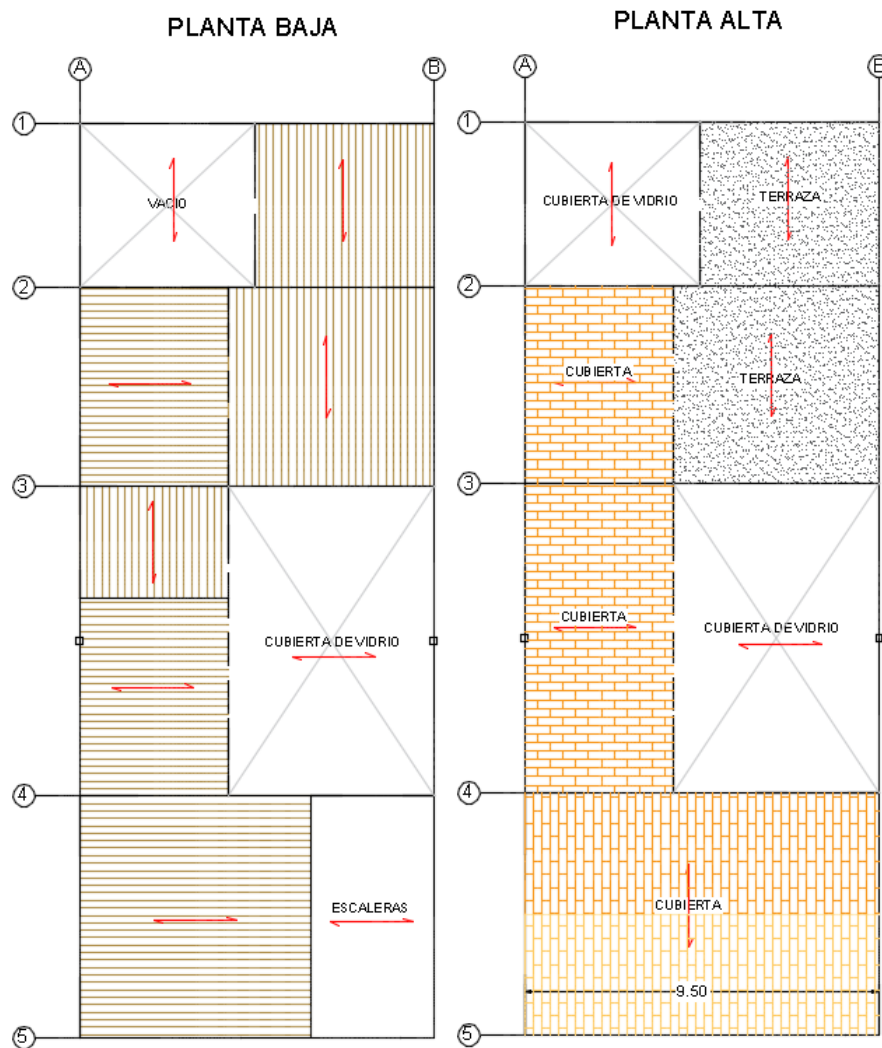 PLANTA BAJA
PLANTA ALTA
A
B
A
B
1
1
VACIO
CUBIERTA DE VIDRIO
TERRAZA
2
2
CUBIERTA
TERRAZA
3
3
CUBIERTA DE VIDRIO
CUBIERTA
CUBIERTA DE VIDRIO
4
4
ESCALERAS
CUBIERTA
9.50
5
5